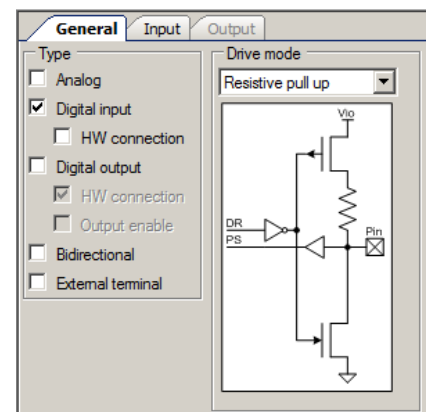 General Input Output
Type
Analog
Digital input
HW connection
Digital output
HW connection
Output enable
Bidirectional
External terminal
Drive mode
Resistive pull up
Vio
DR
PS
Pin